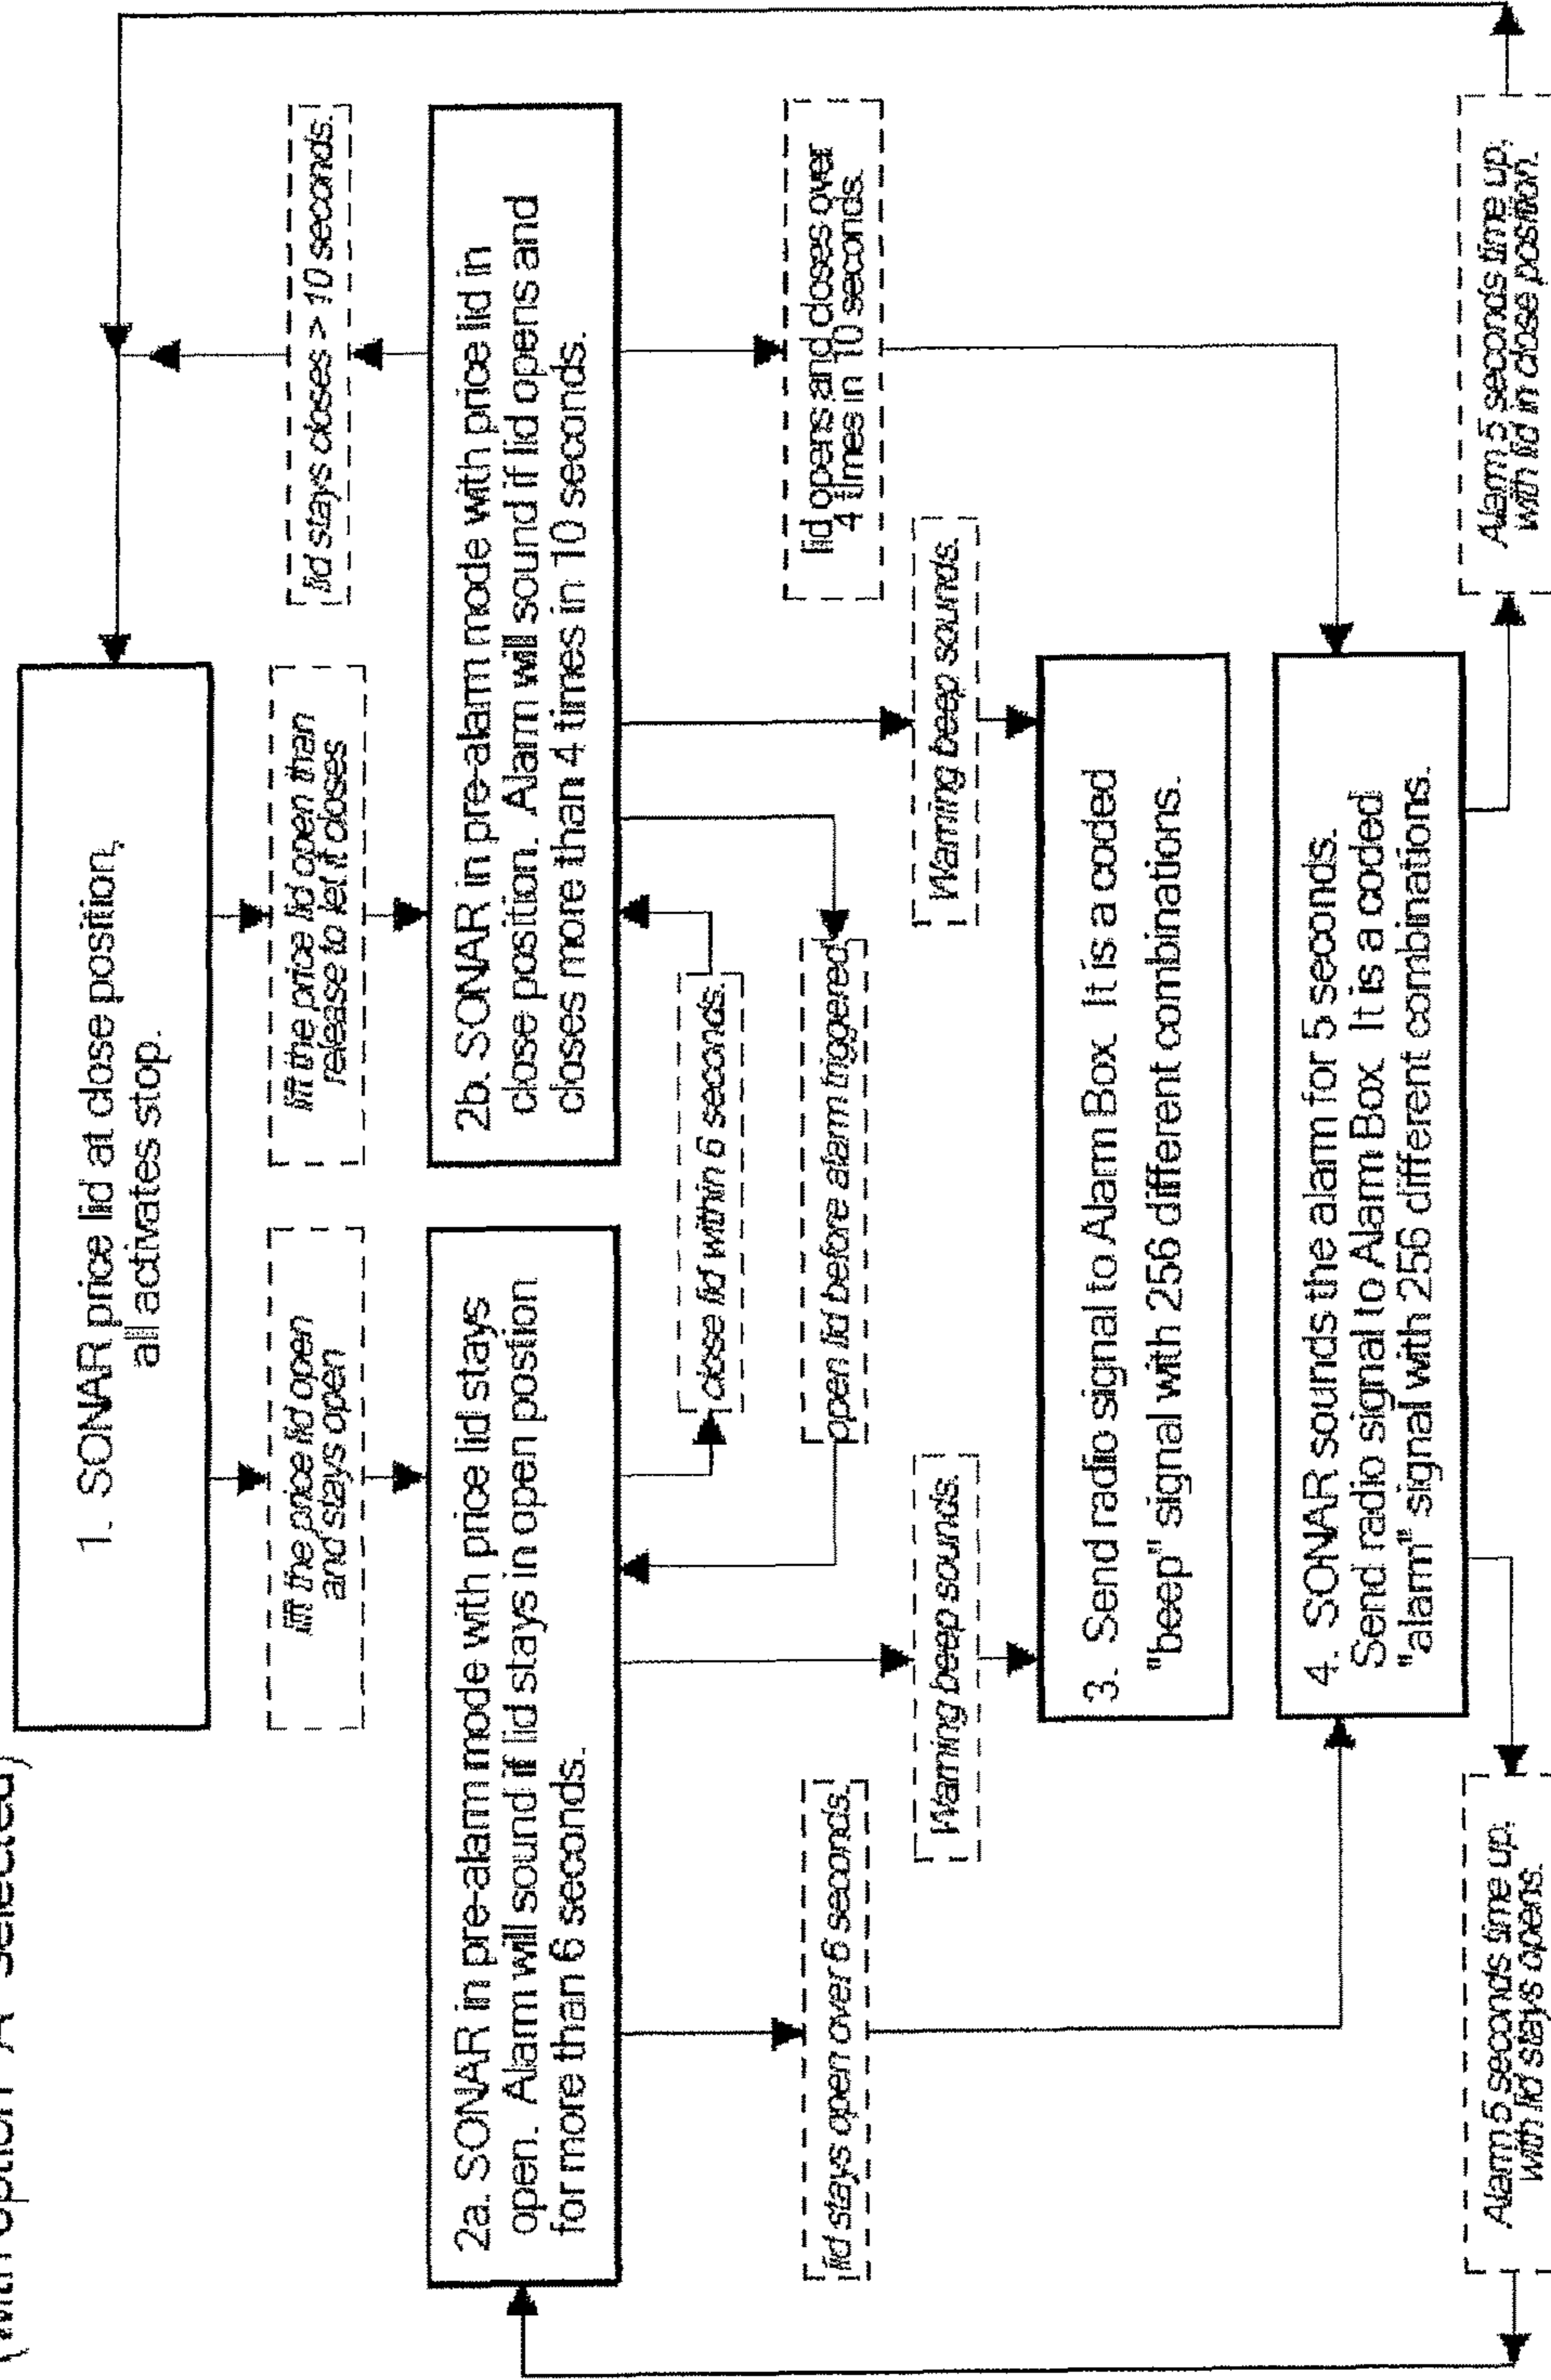 (with option "A" selected)
1. SONAR price lid at close position,
all activates stop.
lift the price lid open
and stays open
lift the price lid open than
release to let it closes
lid stays closes > 10 seconds.
2a. SONAR in pre-alarm mode with price lid stays
open. Alarm will sound if lid stays in open postion
for more than 6 seconds.
2b. SONAR in pre-alarm mode with price lid in
close position. Alarm will sound if lid opens and
closes more than 4 times in 10 seconds.
close lid within 6 seconds.
open lid before alarm triggered
lid stays open over 6 seconds.
lid opens and closes over
4 times in 10 seconds.
Warning beep sounds.
Warning beep sounds.
3. Send radio signal to Alarm Box. It is a coded
"beep" signal with 256 different combinations.
4. SONAR sounds the alarm for 5 seconds.
Send radio signal to Alarm Box. It is a coded
"alarm" signal with 256 different combinations.
Alarm 5 seconds time up,
with lid stays opens.
Alarm 5 seconds time up,
with lid in close position.